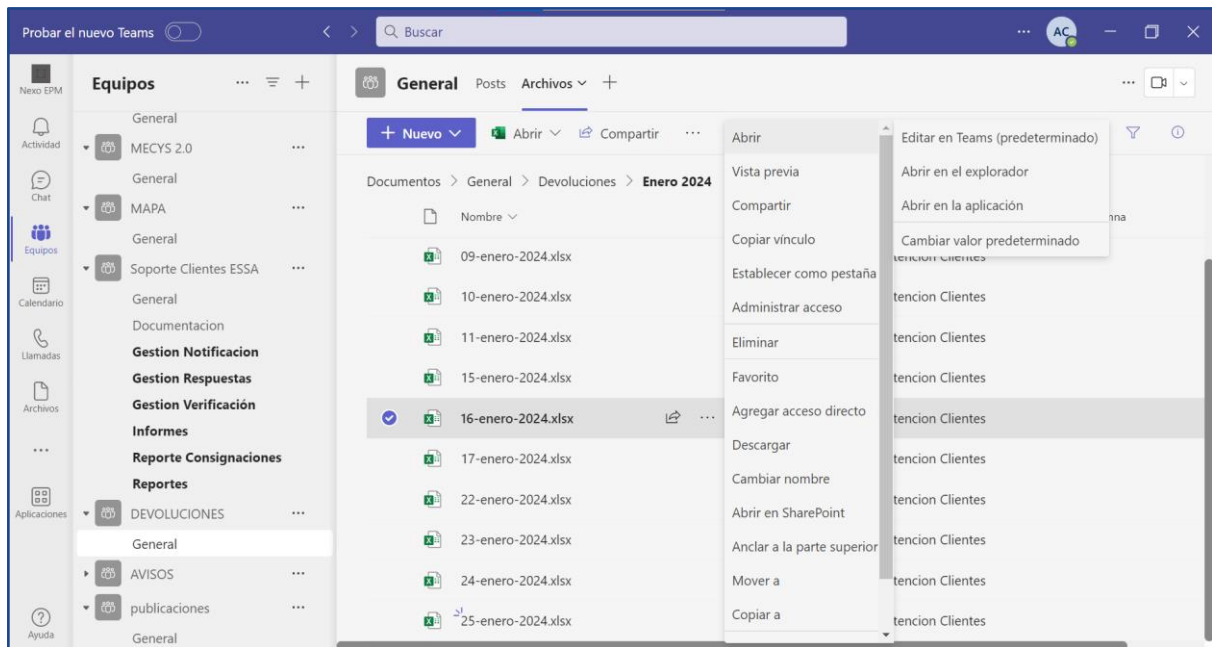 Probar el nuevo Teams
Buscar
AC
Nexo EPM
Actividad
Chat
Equipos
Calendario
Llamadas
Archivos
Aplicaciones
Ayuda
Equipos
General
MECYS 2.0
General
MAPA
General
Soporte Clientes ESSA
General
Documentacion
Gestion Notificacion
Gestion Respuestas
Gestion Verificación
Informes
Reporte Consignaciones
Reportes
DEVOLUCIONES
General
AVISOS
publicaciones
General
General Posts Archivos
Nuevo Abrir Compartir
Documentos > General > Devoluciones > Enero 2024
Nombre
mna
09-enero-2024.xlsx
tencion Clientes
10-enero-2024.xlsx
tencion Clientes
11-enero-2024.xlsx
tencion Clientes
15-enero-2024.xlsx
tencion Clientes
16-enero-2024.xlsx
tencion Clientes
17-enero-2024.xlsx
tencion Clientes
22-enero-2024.xlsx
tencion Clientes
23-enero-2024.xlsx
tencion Clientes
24-enero-2024.xlsx
tencion Clientes
25-enero-2024.xlsx
tencion Clientes
Abrir
Vista previa
Compartir
Copiar vínculo
Establecer como pestaña
Administrar acceso
Eliminar
Favorito
Agregar acceso directo
Descargar
Cambiar nombre
Abrir en SharePoint
Anclar a la parte superior
Mover a
Copiar a
Editar en Teams (predeterminado)
Abrir en el explorador
Abrir en la aplicación
Cambiar valor predeterminado